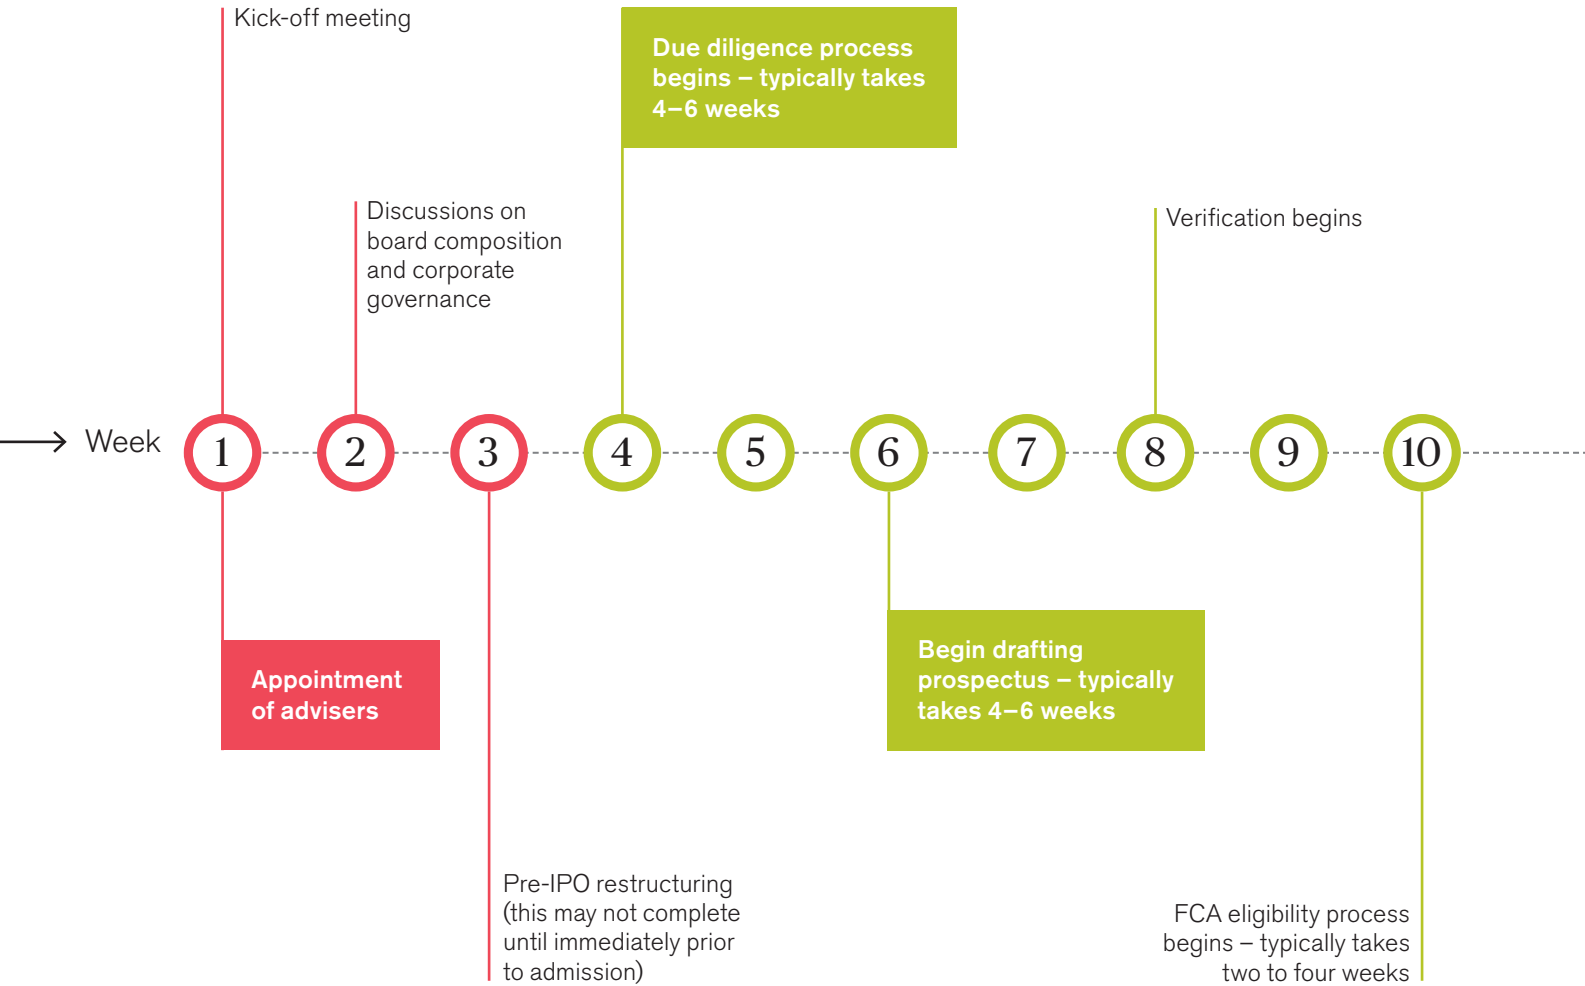 Kick-off meeting
Due diligence process
begins – typically takes
4–6 weeks
Discussions on
board composition
and corporate
governance
Verification begins
Week
1
2
3
4
5
6
7
8
9
10
Appointment
of advisers
Begin drafting
prospectus – typically
takes 4–6 weeks
Pre-IPO restructuring
(this may not complete
until immediately prior
to admission)
FCA eligibility process
begins – typically takes
two to four weeks